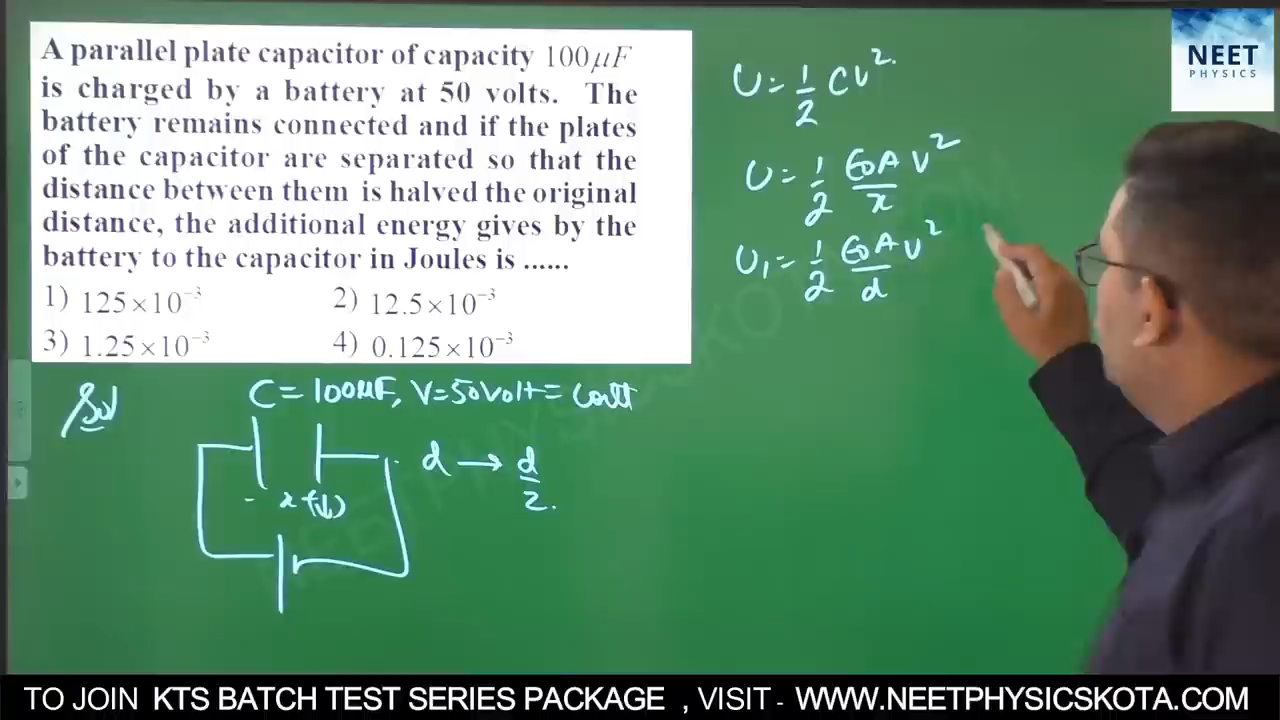 A parallel plate capacitor of capacity 100μF
is charged by a battery at 50 volts. The
battery remains connected and if the plates
of the capacitor are separated so that the
distance between them is halved the original
distance, the additional energy gives by the
battery to the capacitor in Joules is ......
1) 125×10⁻³ 2) 12.5×10⁻³
3) 1.25×10⁻³ 4) 0.125×10⁻³
Sol
C = 100μF, V = 50 Volt =
d → d/2.
x (↓)
U = 1/2 CV².
U = 1/2 ε0A/x V²
U₁ = 1/2 ε0A/d V²
NEET
PHYSICS
NEETPHYSICSKOTA.COM
TO JOIN KTS BATCH TEST SERIES PACKAGE , VISIT - WWW.NEETPHYSICSKOTA.COM